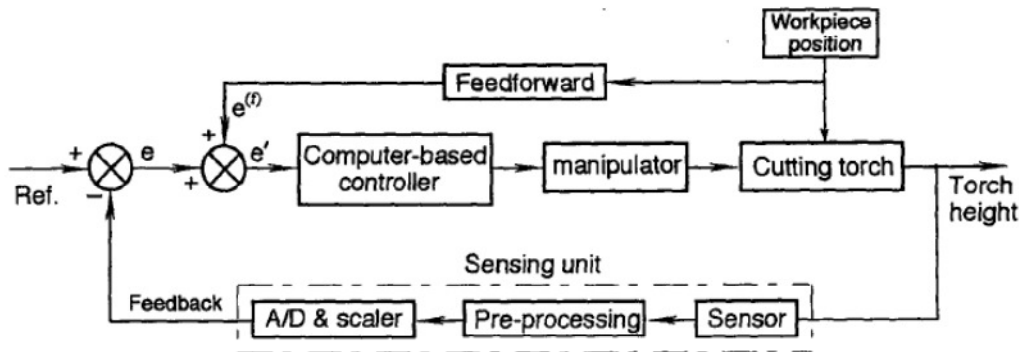 Workpiece
position
Feedforward
e(f)
+
+
e
+
e′
Computer-based
controller
manipulator
Cutting torch
Ref.
−
Torch
height
Sensing unit
Feedback
A/D & scaler
Pre-processing
Sensor